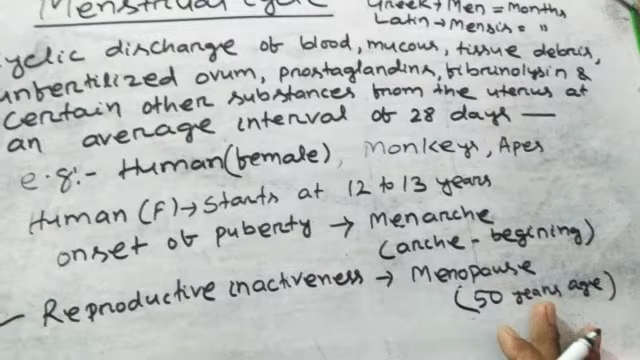 Menstrual Cycle
Greek → Men = Months
Latin → Mensis = "
Cyclic discharge of blood, mucous, tissue debris,
unfertilized ovum, prostaglandins, fibrinolysin &
certain other substances from the uterus at
an average interval of 28 days —
e.g:- Human (female), Monkeys, Apes
Human (F) → Starts at 12 to 13 years
onset of puberty → Menarche
(arche - begining)
- Reproductive inactiveness → Menopause
(50 years age)